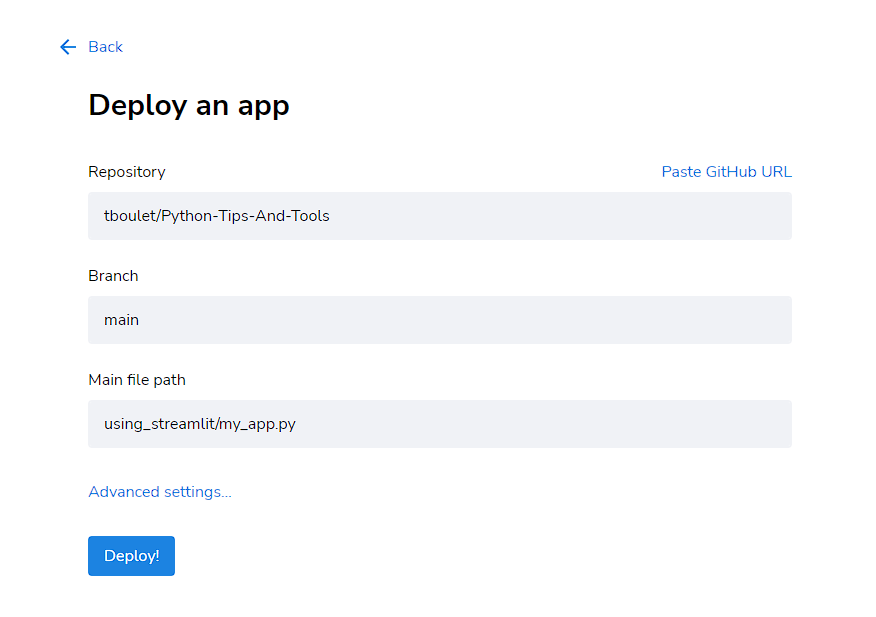 Back
Deploy an app
Repository
Paste GitHub URL
tboulet/Python-Tips-And-Tools
Branch
main
Main file path
using_streamlit/my_app.py
Advanced settings...
Deploy!